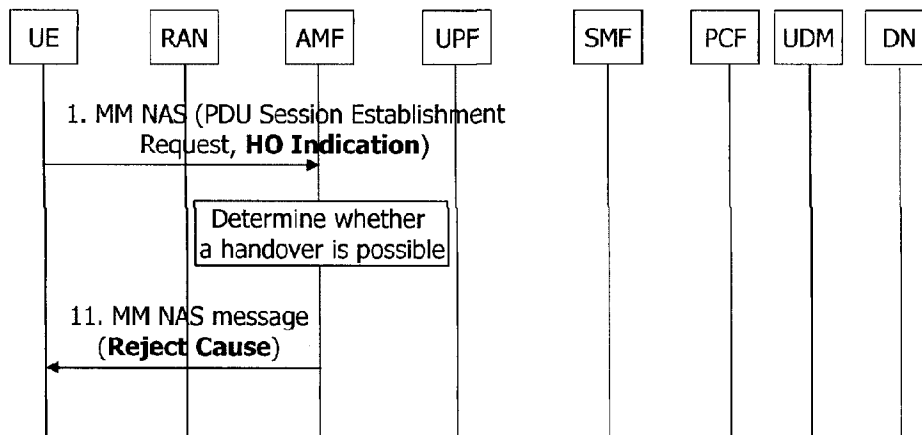 UE RAN AMF UPF SMF PCF UDM DN
1. MM NAS (PDU Session Establishment
Request, HO Indication)
Determine whether
a handover is possible
11. MM NAS message
(Reject Cause)